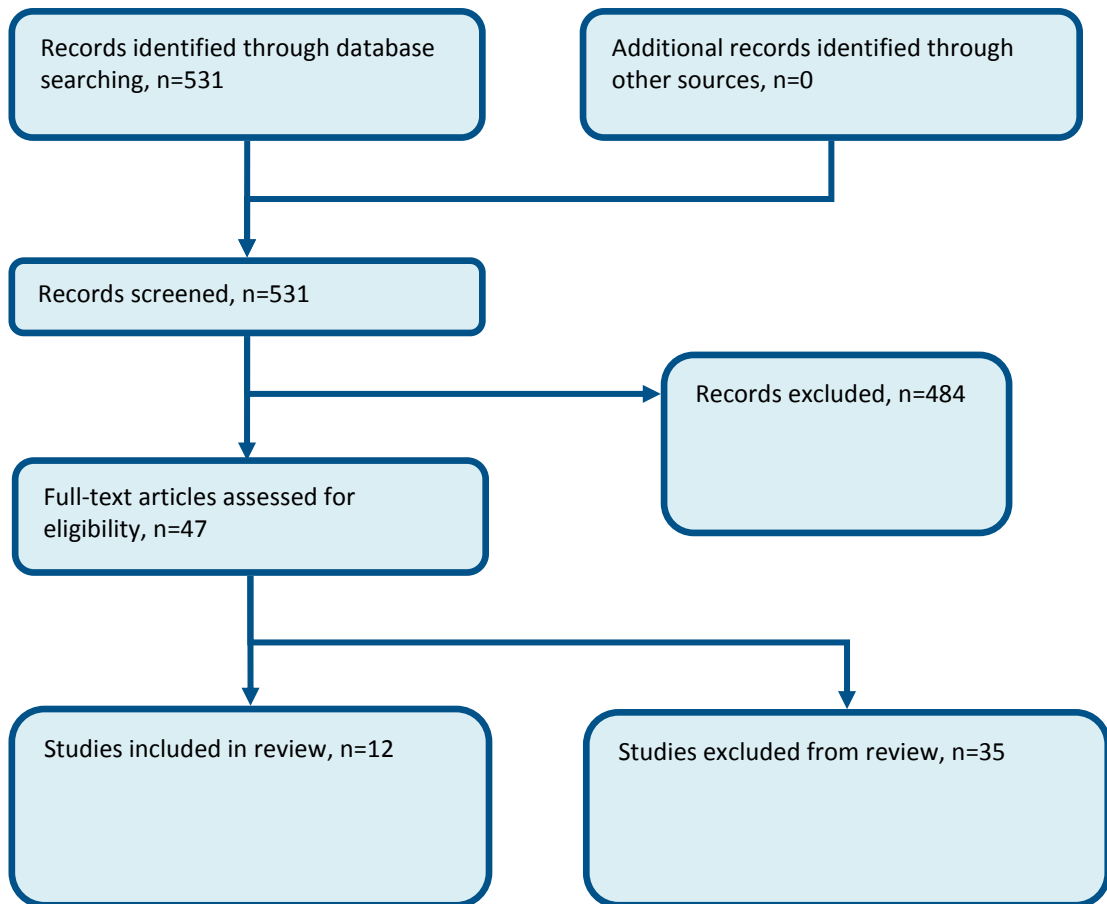 Records identified through database
searching, n=531
Additional records identified through
other sources, n=0
Records screened, n=531
Records excluded, n=484
Full-text articles assessed for
eligibility, n=47
Studies included in review, n=12
Studies excluded from review, n=35